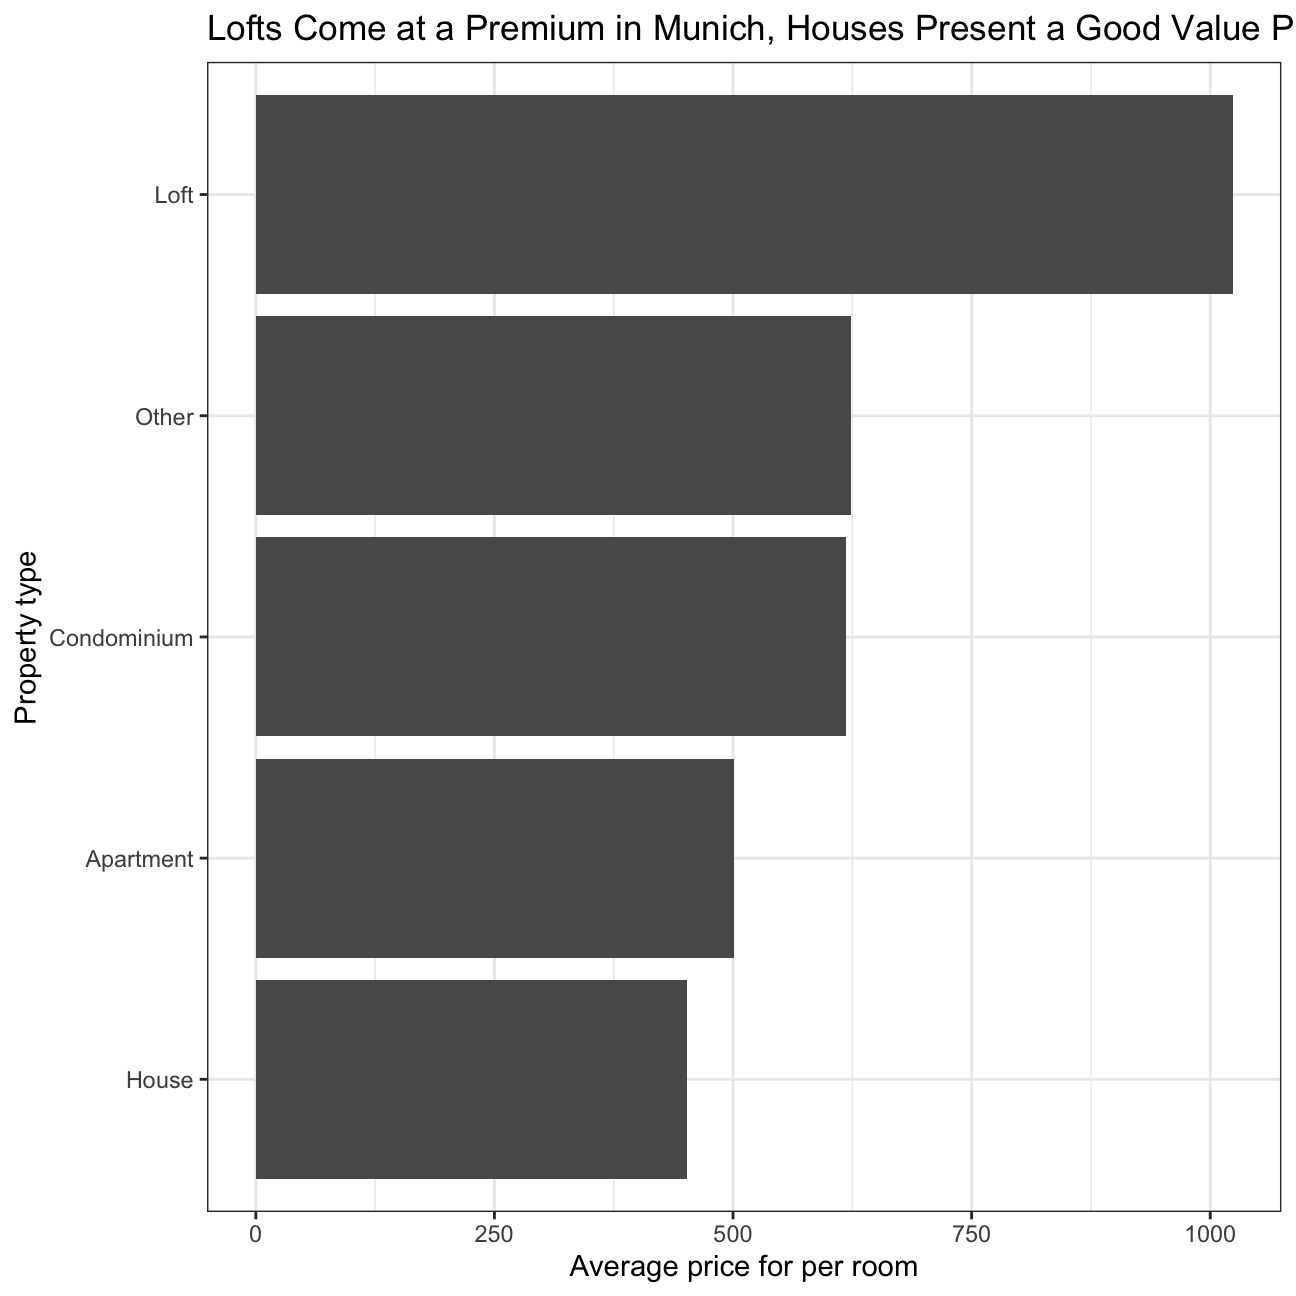 Lofts Come at a Premium in Munich, Houses Present a Good Value P
Loft
Other
Condominium
Apartment
House
Property type
0 250 500 750 1000
Average price for per room